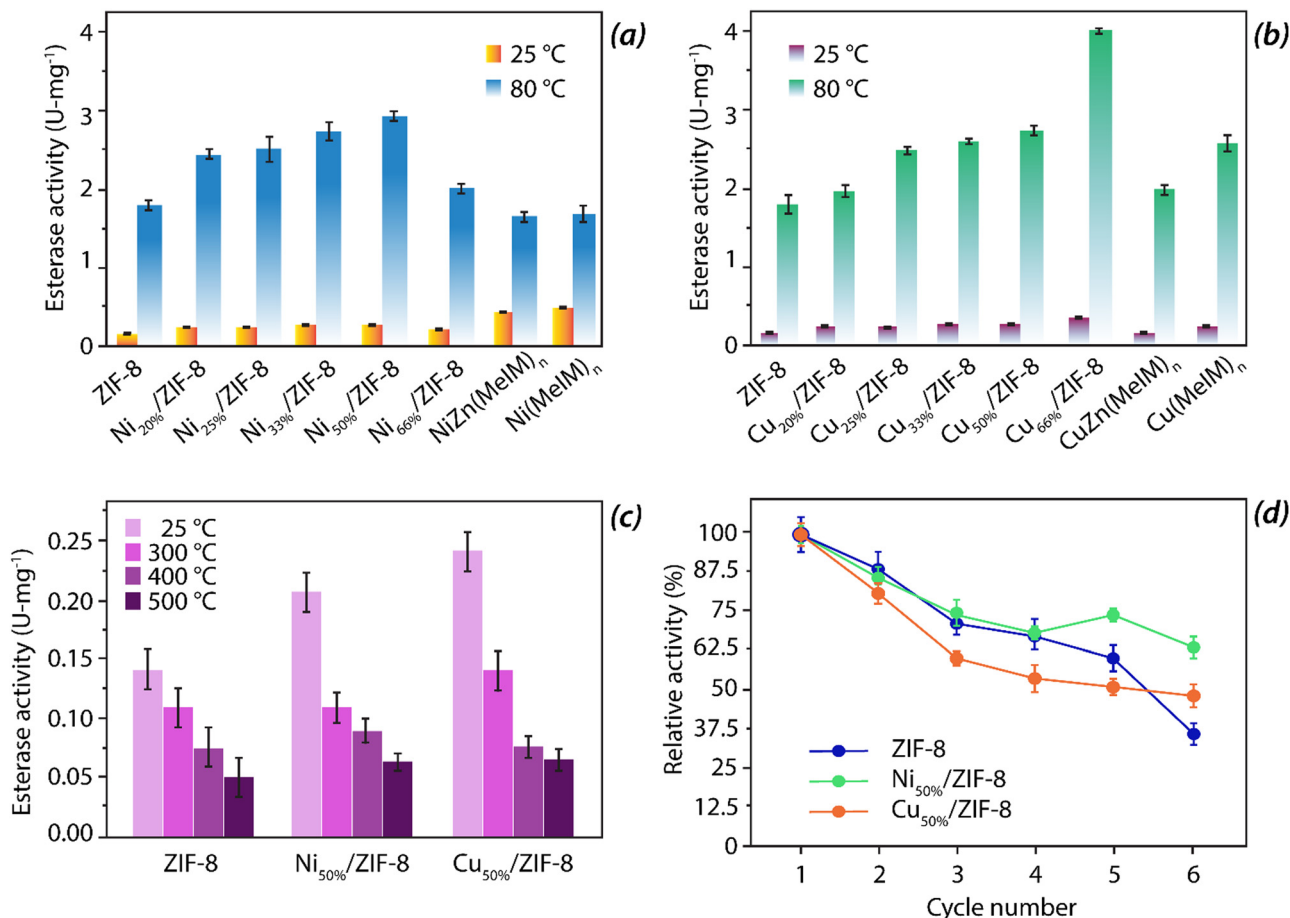 (a)
Esterase activity (U-mg⁻¹)
4
3
2
1
0
25 °C
80 °C
ZIF-8
Ni20%/ZIF-8
Ni25%/ZIF-8
Ni33%/ZIF-8
Ni50%/ZIF-8
Ni66%/ZIF-8
NiZn(MeIM)n
Ni(MeIM)n
(b)
Esterase activity (U-mg⁻¹)
4
3
2
1
0
25 °C
80 °C
ZIF-8
Cu20%/ZIF-8
Cu25%/ZIF-8
Cu33%/ZIF-8
Cu50%/ZIF-8
Cu66%/ZIF-8
CuZn(MeIM)n
Cu(MeIM)n
(c)
Esterase activity (U-mg⁻¹)
0.25
0.20
0.15
0.10
0.05
0.00
25 °C
300 °C
400 °C
500 °C
ZIF-8
Ni50%/ZIF-8
Cu50%/ZIF-8
(d)
Relative activity (%)
100
87.5
75
62.5
50
37.5
25
12.5
0
ZIF-8
Ni50%/ZIF-8
Cu50%/ZIF-8
1 2 3 4 5 6
Cycle number